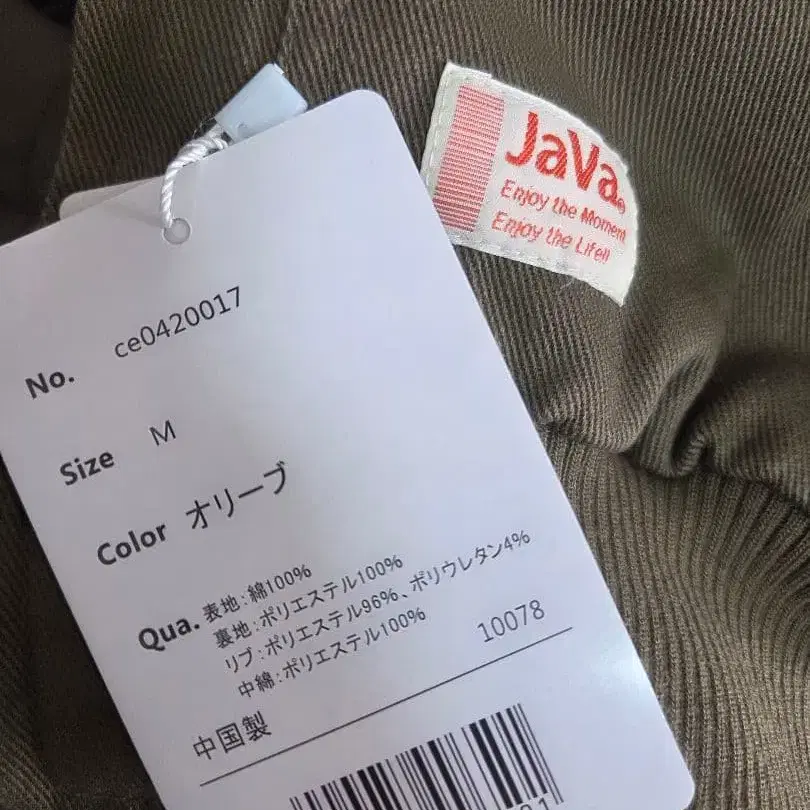 JaVa®
Enjoy the Moment
Enjoy the Life!!
No. ce0420017
Size M
Color オリーブ
Qua. 表地:綿100%
裏地:ポリエステル100%
リブ:ポリエステル96%、ポリウレタン4%
中綿:ポリエステル100%
10078
中国製